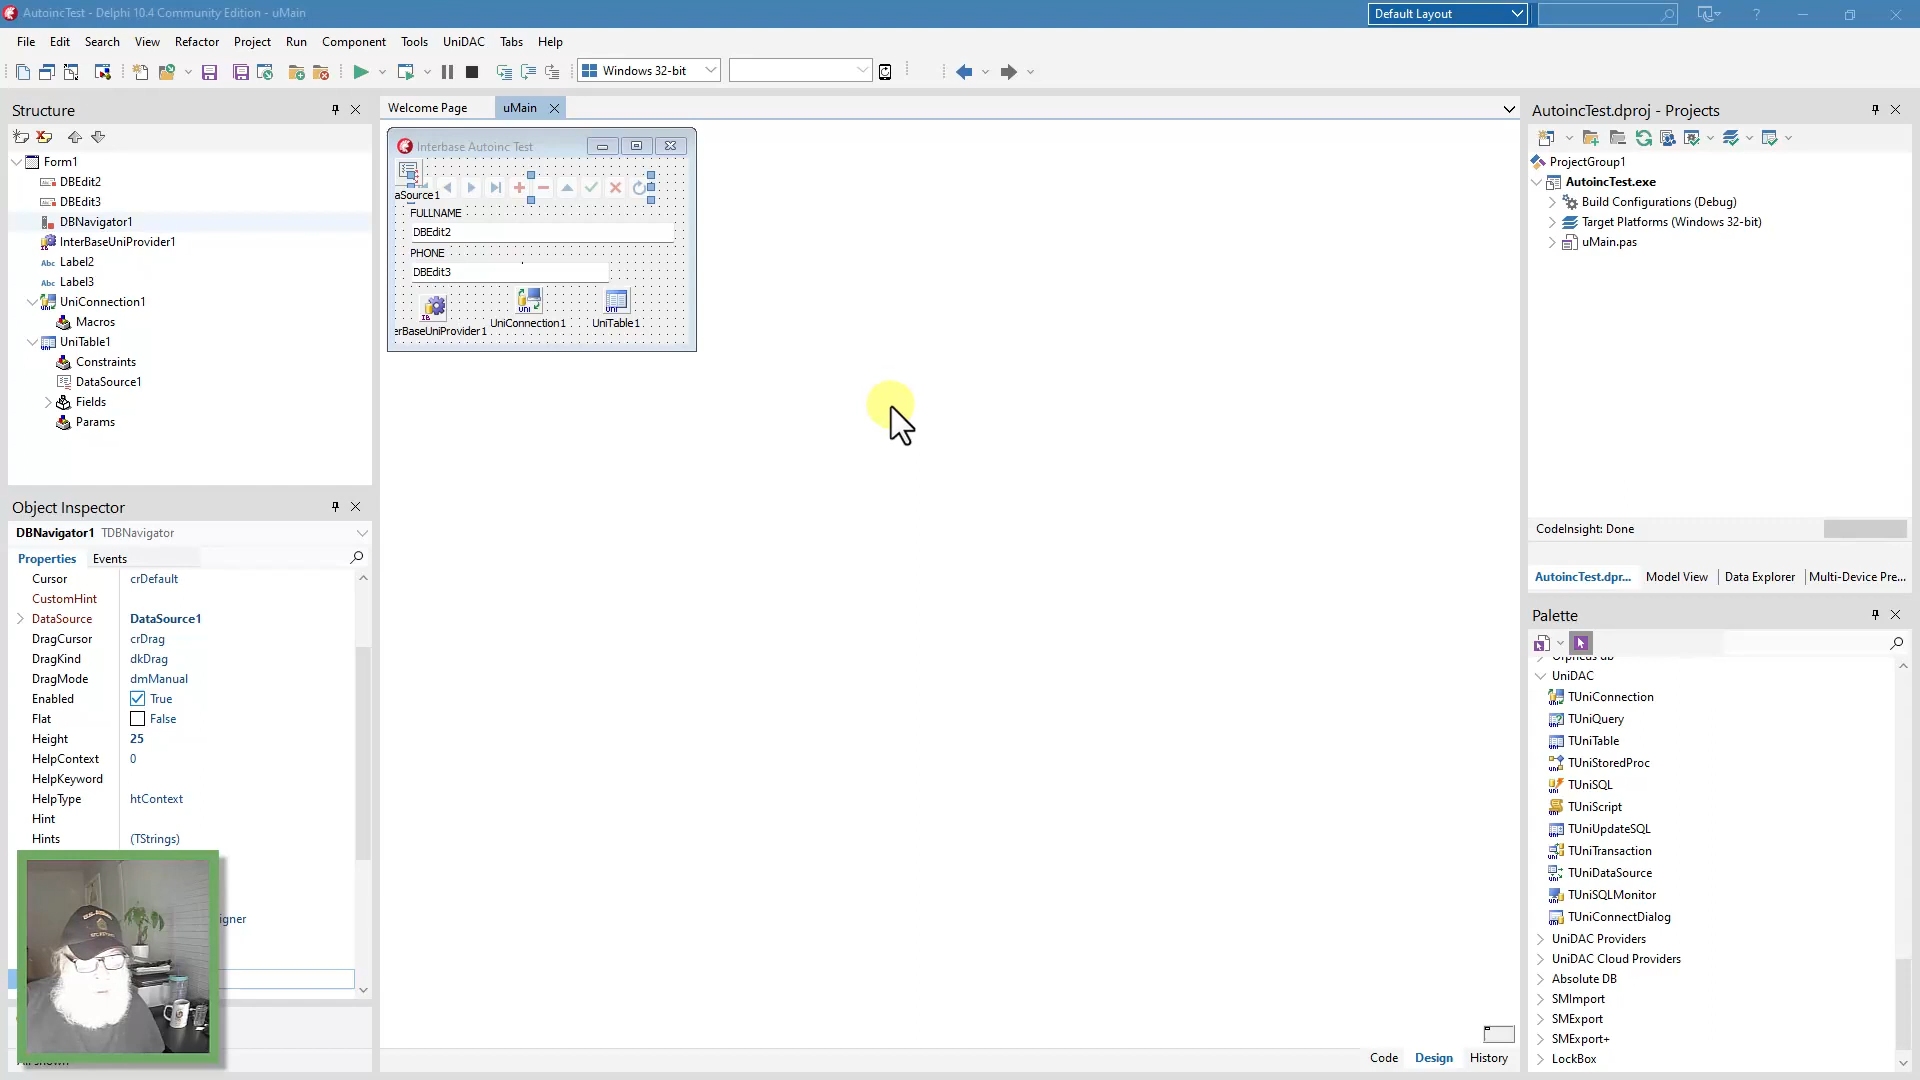 AutoincTest - Delphi 10.4 Community Edition - uMain
Default Layout
File Edit Search View Refactor Project Run Component Tools UniDAC Tabs Help
Windows 32-bit
Structure
Form1
DBEdit2
DBEdit3
DBNavigator1
InterBaseUniProvider1
Label2
Label3
UniConnection1
Macros
UniTable1
Constraints
DataSource1
Fields
Params
Object Inspector
DBNavigator1 TDBNavigator
Properties Events
Cursor crDefault
CustomHint
DataSource DataSource1
DragCursor crDrag
DragKind dkDrag
DragMode dmManual
Enabled True
Flat False
Height 25
HelpContext 0
HelpKeyword
HelpType htContext
Hint
Hints (TStrings)
igner
Welcome Page uMain
Interbase Autoinc Test
aSource1
FULLNAME
DBEdit2
PHONE
DBEdit3
erBaseUniProvider1 UniConnection1 UniTable1
Code Design History
AutoincTest.dproj - Projects
ProjectGroup1
AutoincTest.exe
Build Configurations (Debug)
Target Platforms (Windows 32-bit)
uMain.pas
CodeInsight: Done
AutoincTest.dpr... Model View Data Explorer Multi-Device Pre...
Palette
Orpheus db
UniDAC
TUniConnection
TUniQuery
TUniTable
TUniStoredProc
TUniSQL
TUniScript
TUniUpdateSQL
TUniTransaction
TUniDataSource
TUniSQLMonitor
TUniConnectDialog
UniDAC Providers
UniDAC Cloud Providers
Absolute DB
SMImport
SMExport
SMExport+
LockBox